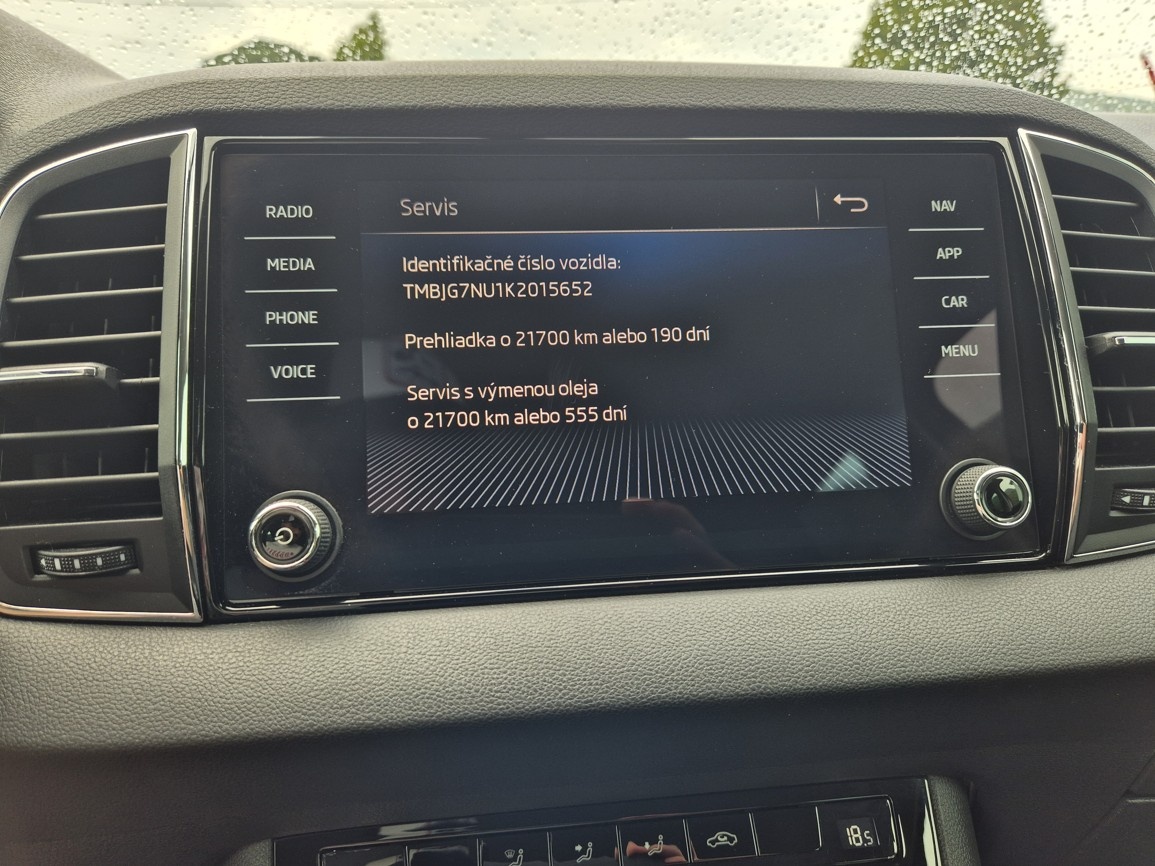 Servis
RADIO
MEDIA
PHONE
VOICE
Identifikačné číslo vozidla:
TMBJG7NU1K2015652
Prehliadka o 21700 km alebo 190 dní
Servis s výmenou oleja
o 21700 km alebo 555 dní
NAV
APP
CAR
MENU
18.5